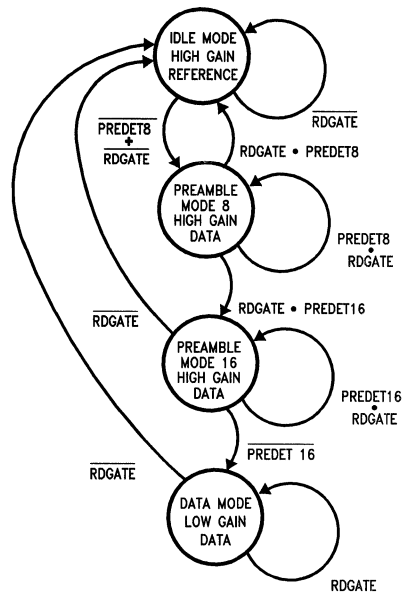 IDLE MODE
HIGH GAIN
REFERENCE
RDGATE
PREDET8
+
RDGATE
RDGATE • PREDET8
PREAMBLE
MODE 8
HIGH GAIN
DATA
PREDET8
•
RDGATE
RDGATE • PREDET16
RDGATE
PREAMBLE
MODE 16
HIGH GAIN
DATA
PREDET16
•
RDGATE
PREDET 16
RDGATE
DATA MODE
LOW GAIN
DATA
RDGATE